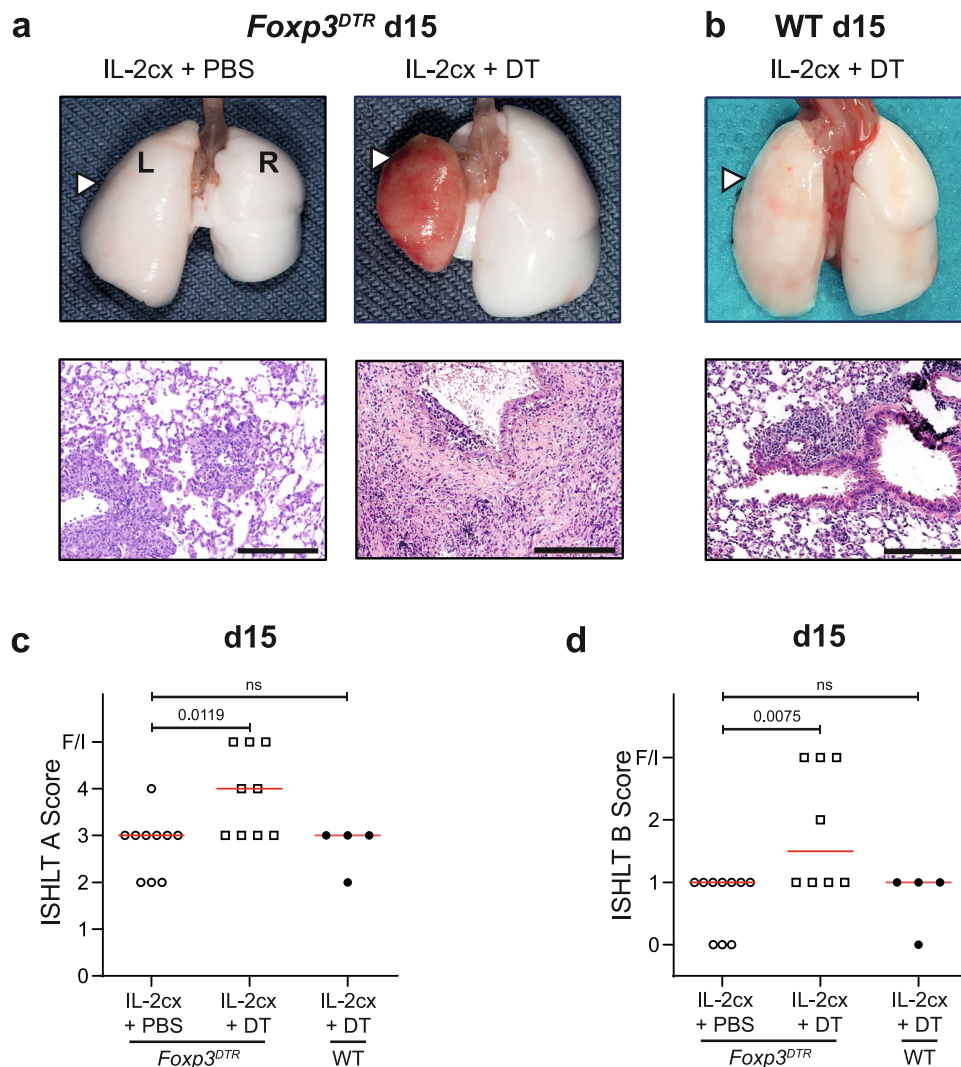 a
Foxp3DTR d15
IL-2cx + PBS
IL-2cx + DT
L
R
b
WT d15
IL-2cx + DT
c
d15
ns
0.0119
ISHLT A Score
F/I
4
3
2
1
0
IL-2cx
+ PBS
IL-2cx
+ DT
IL-2cx
+ DT
Foxp3DTR
WT
d
d15
ns
0.0075
ISHLT B Score
F/I
2
1
0
IL-2cx
+ PBS
IL-2cx
+ DT
IL-2cx
+ DT
Foxp3DTR
WT